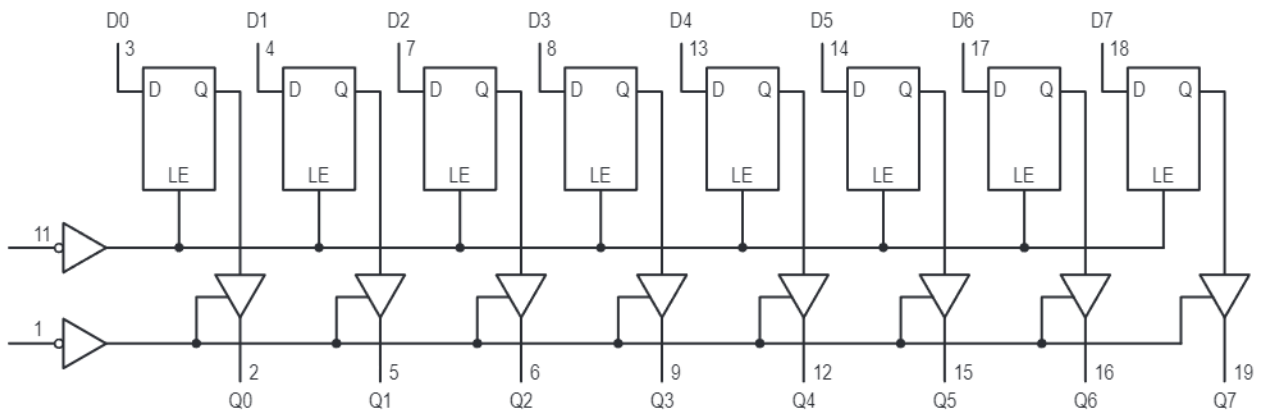 D0 D1 D2 D3 D4 D5 D6 D7
3 4 7 8 13 14 17 18
D Q D Q D Q D Q D Q D Q D Q D Q
LE LE LE LE LE LE LE LE
11
1
2 5 6 9 12 15 16 19
Q0 Q1 Q2 Q3 Q4 Q5 Q6 Q7